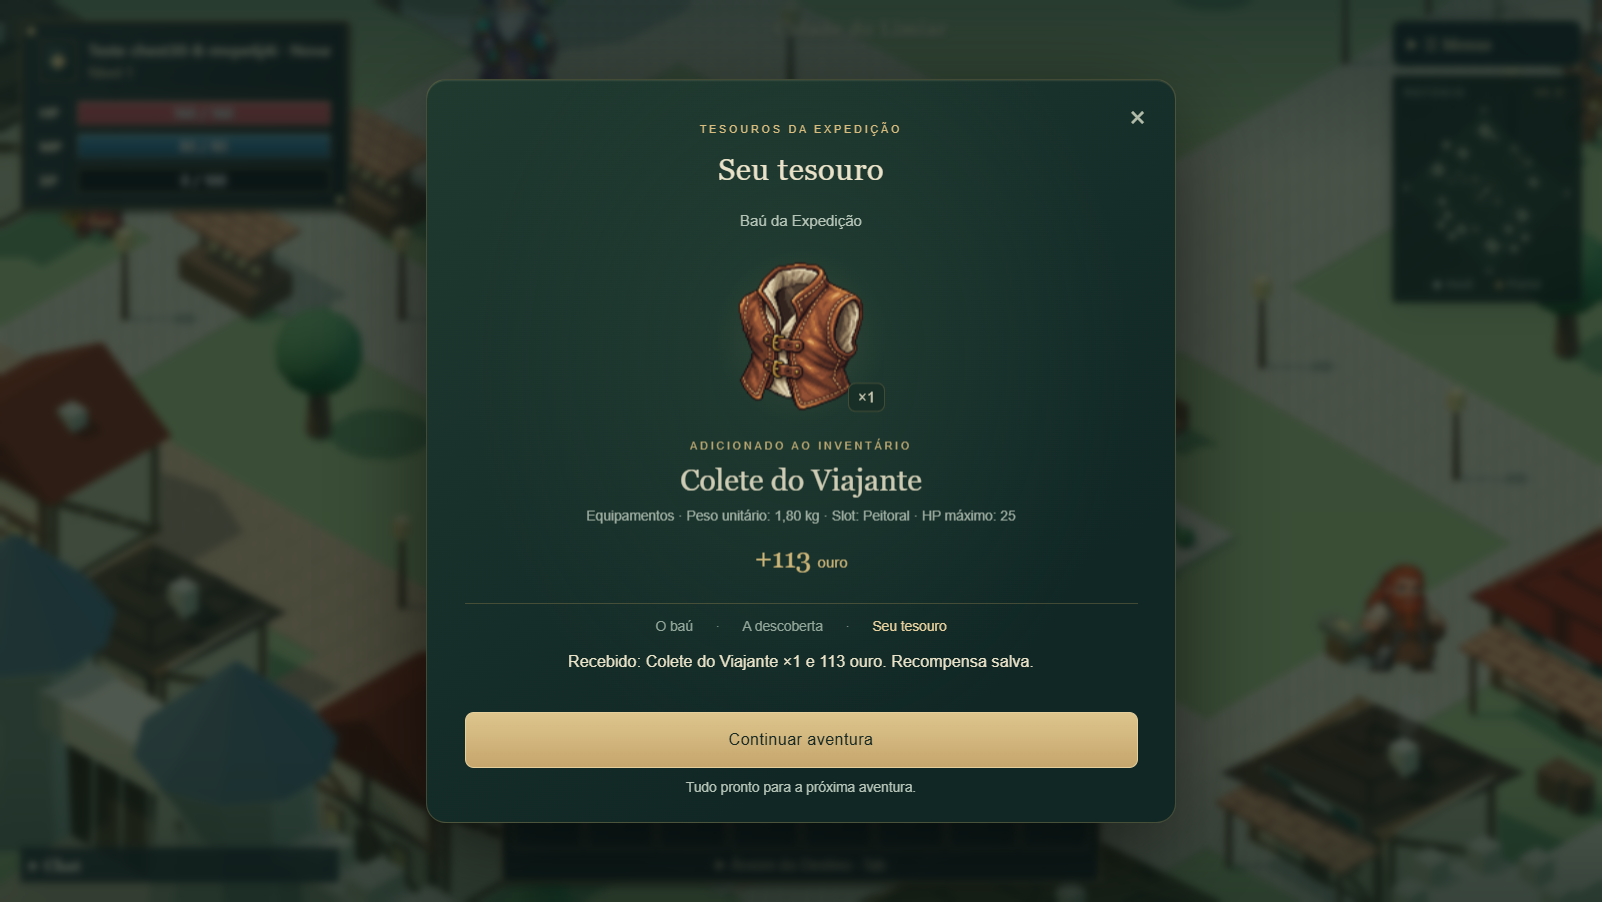 TESOUROS DA EXPEDIÇÃO
×
Seu tesouro
Baú da Expedição
×1
ADICIONADO AO INVENTÁRIO
Colete do Viajante
Equipamentos · Peso unitário: 1,80 kg · Slot: Peitoral · HP máximo: 25
+113 ouro
O baú · A descoberta · Seu tesouro
Recebido: Colete do Viajante ×1 e 113 ouro. Recompensa salva.
Continuar aventura
Tudo pronto para a próxima aventura.